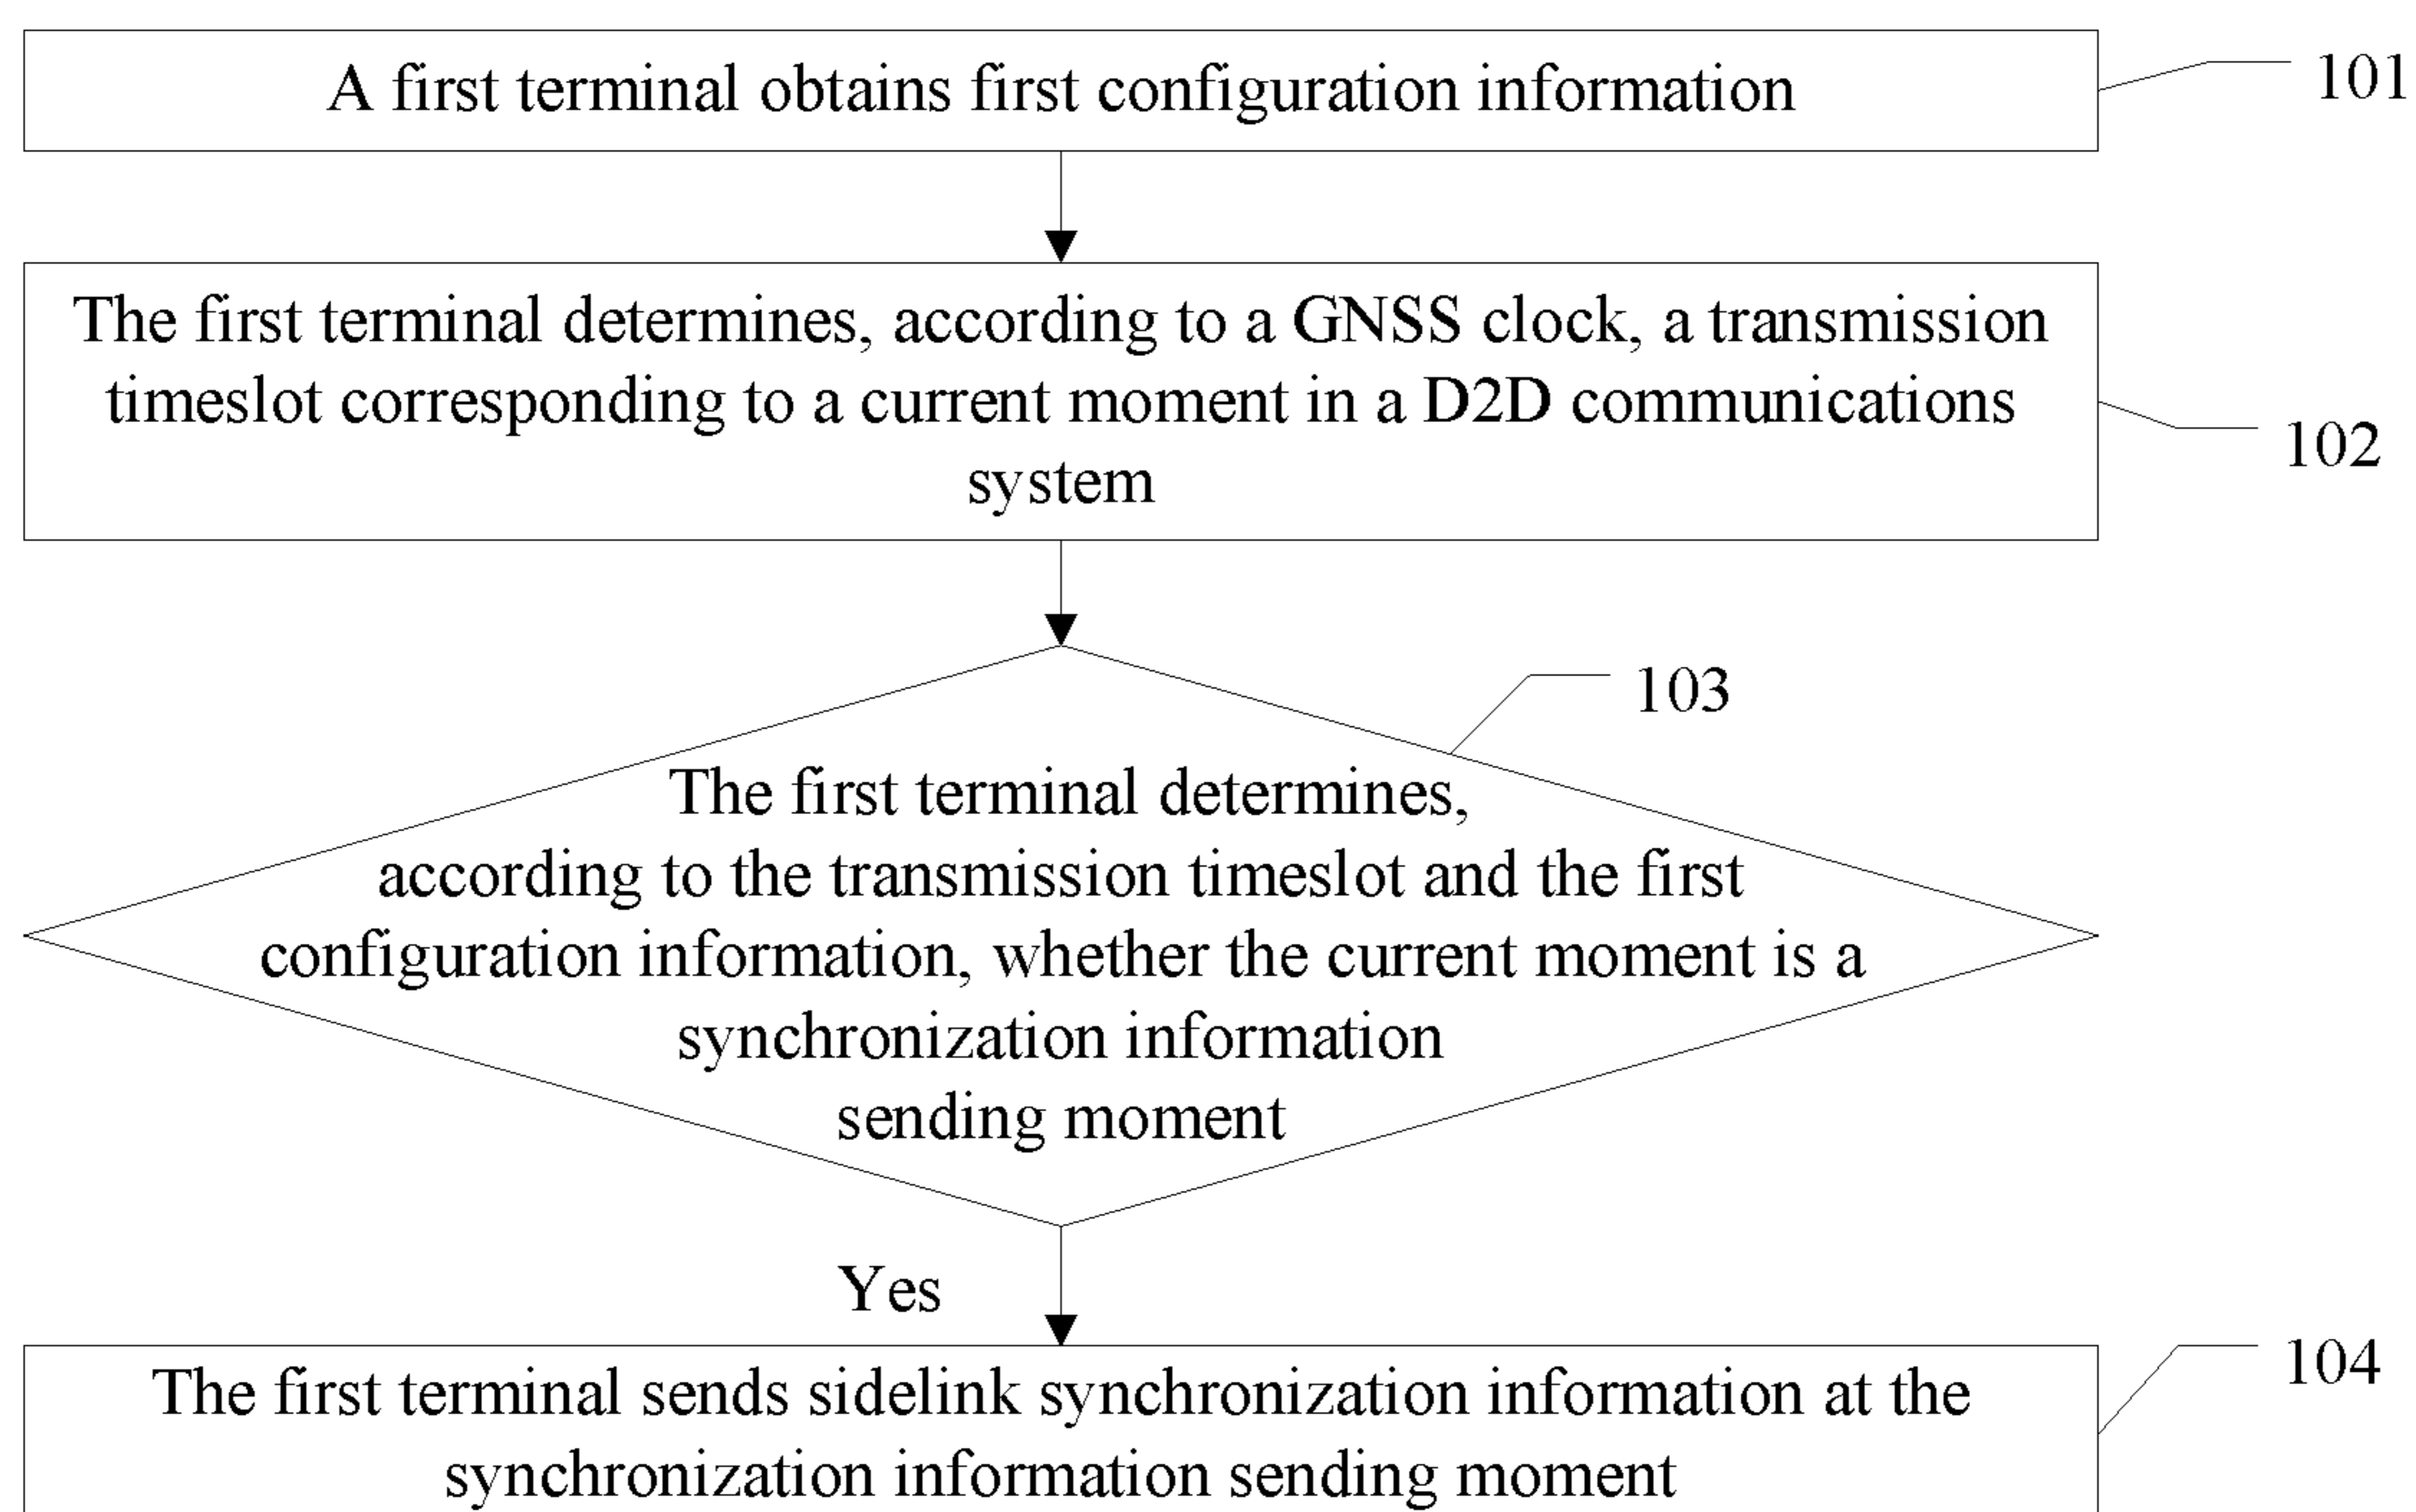 A first terminal obtains first configuration information
101
The first terminal determines, according to a GNSS clock, a transmission
timeslot corresponding to a current moment in a D2D communications
system
102
103
The first terminal determines,
according to the transmission timeslot and the first
configuration information, whether the current moment is a
synchronization information
sending moment
Yes
104
The first terminal sends sidelink synchronization information at the
synchronization information sending moment